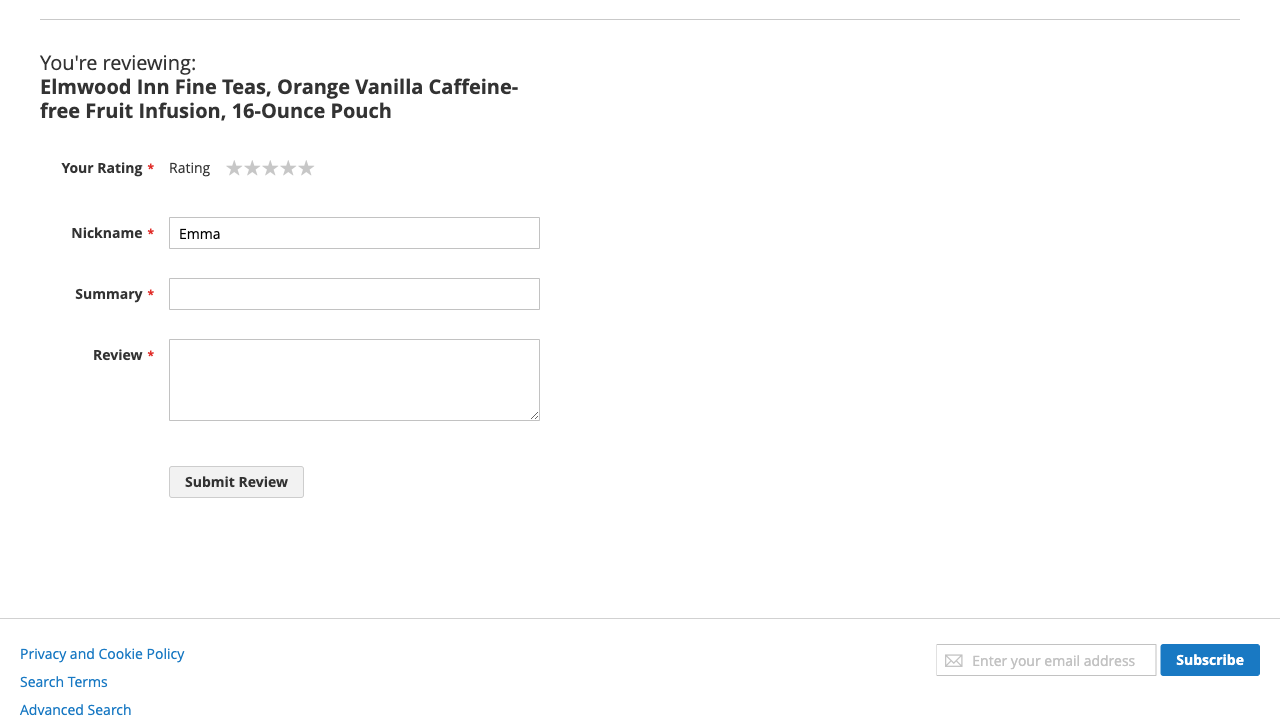 You're reviewing:
Elmwood Inn Fine Teas, Orange Vanilla Caffeine-
free Fruit Infusion, 16-Ounce Pouch
Your Rating *
Rating
Nickname *
Emma
Summary *
Review *
Submit Review
Privacy and Cookie Policy
Search Terms
Advanced Search
Enter your email address
Subscribe